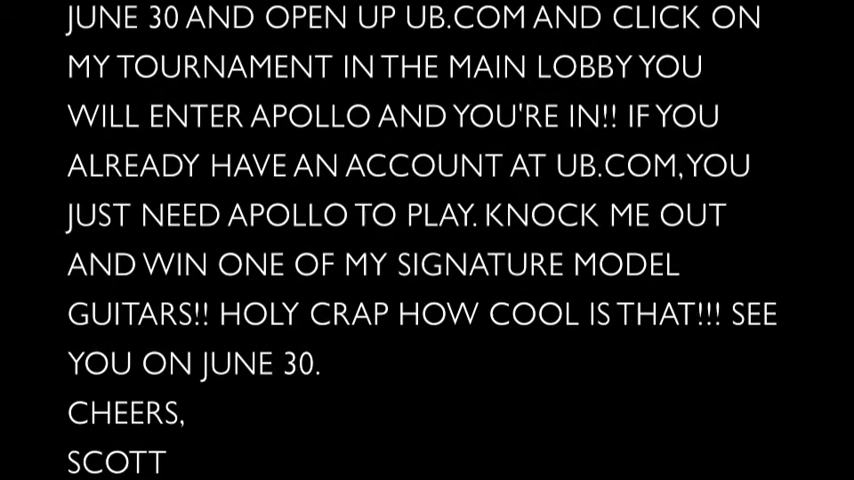 JUNE 30 AND OPEN UP UB.COM AND CLICK ON
MY TOURNAMENT IN THE MAIN LOBBY YOU
WILL ENTER APOLLO AND YOU'RE IN!! IF YOU
ALREADY HAVE AN ACCOUNT AT UB.COM, YOU
JUST NEED APOLLO TO PLAY. KNOCK ME OUT
AND WIN ONE OF MY SIGNATURE MODEL
GUITARS!! HOLY CRAP HOW COOL IS THAT!!! SEE
YOU ON JUNE 30.
CHEERS,
SCOTT